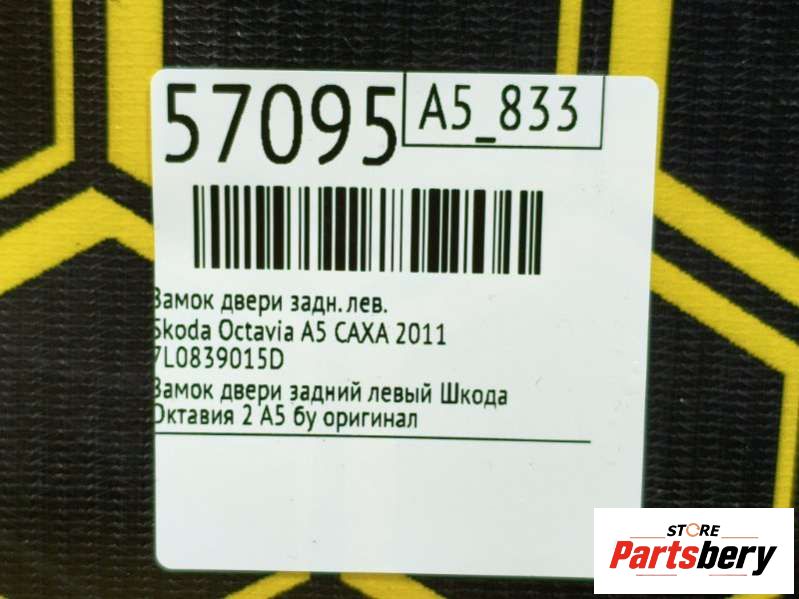 57095
A5_833
Замок двери задн. лев.
Skoda Octavia A5 CAXA 2011
7L0839015D
Замок двери задний левый Шкода
Октавия 2 А5 бу оригинал
STORE
Partsbery